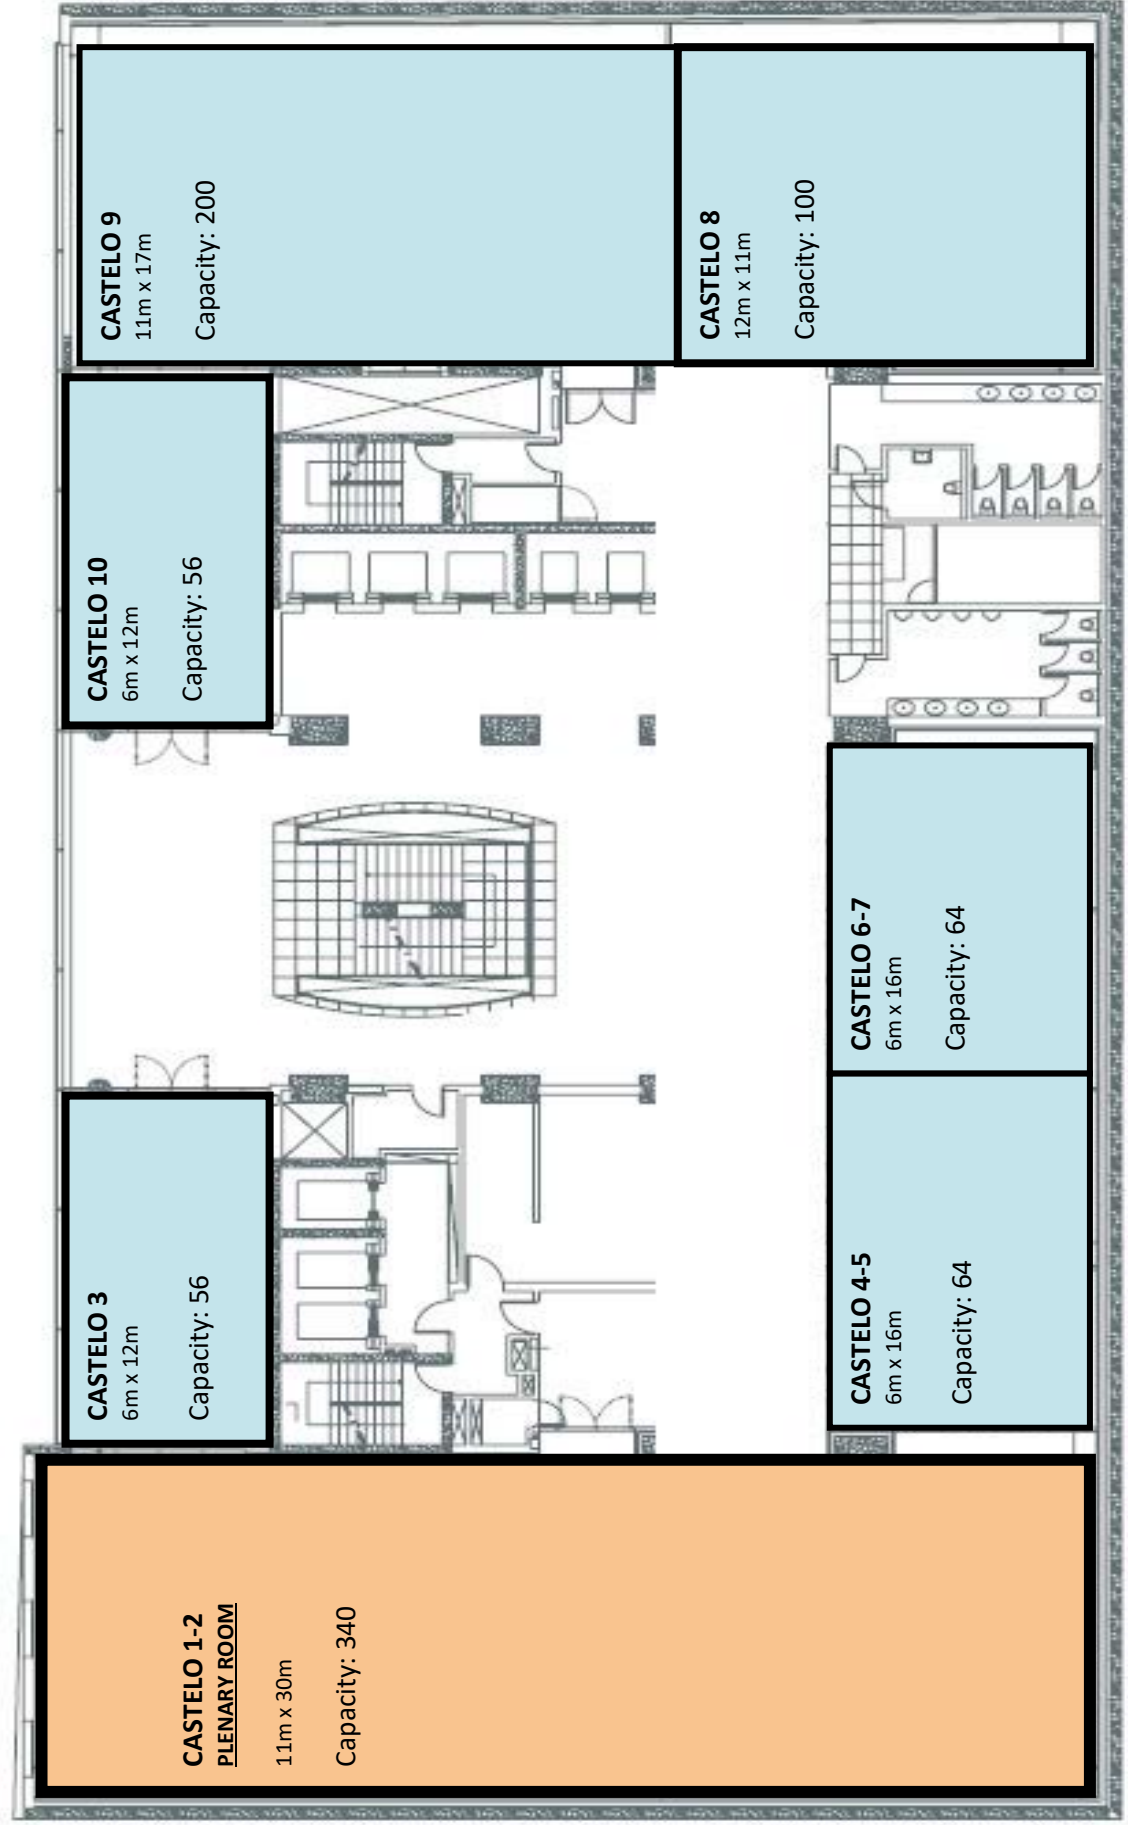 CASTELO 1-2
PLENARY ROOM
11m x 30m
Capacity: 340
CASTELO 3
6m x 12m
Capacity: 56
CASTELO 10
6m x 12m
Capacity: 56
CASTELO 9
11m x 17m
Capacity: 200
CASTELO 4-5
6m x 16m
Capacity: 64
CASTELO 6-7
6m x 16m
Capacity: 64
CASTELO 8
12m x 11m
Capacity: 100